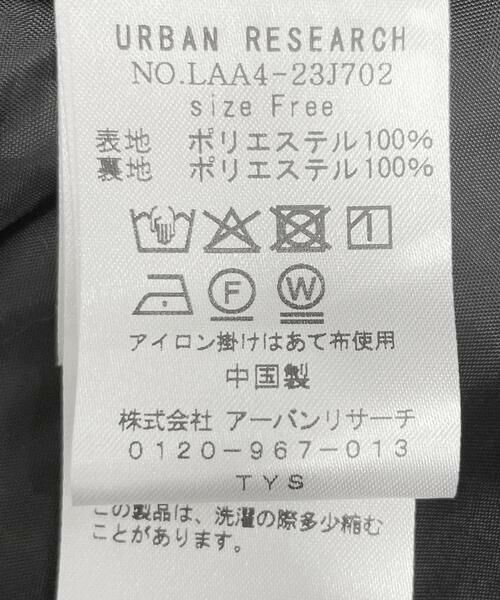 URBAN RESEARCH
NO.LAA4-23J702
size Free
表地 ポリエステル100%
裏地 ポリエステル100%
F W
アイロン掛けはあて布使用
中国製
株式会社 アーバンリサーチ
0120-967-013
TYS
この製品は、洗濯の際多少縮む
ことがあります。